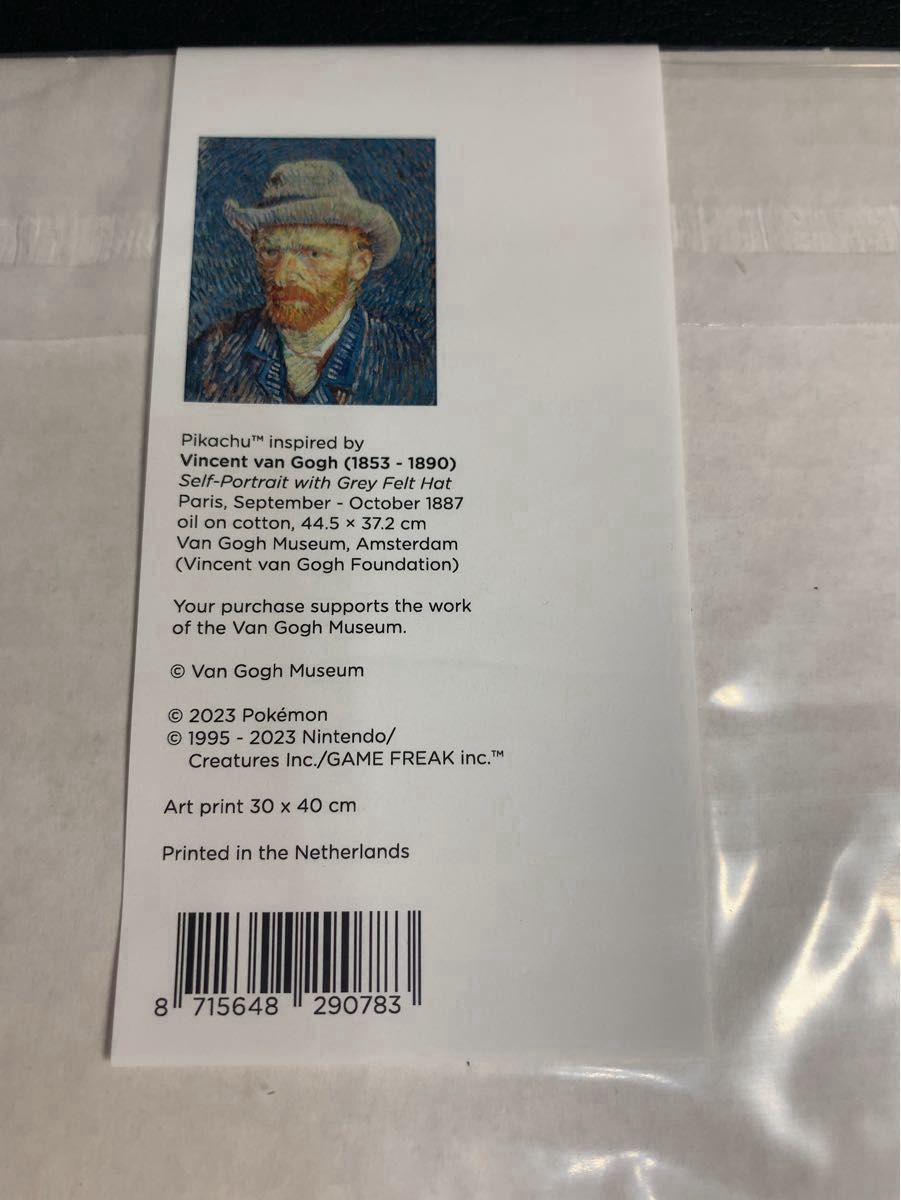 Pikachu™ inspired by
Vincent van Gogh (1853 - 1890)
Self-Portrait with Grey Felt Hat
Paris, September - October 1887
oil on cotton, 44.5 × 37.2 cm
Van Gogh Museum, Amsterdam
(Vincent van Gogh Foundation)
Your purchase supports the work
of the Van Gogh Museum.
© Van Gogh Museum
© 2023 Pokémon
© 1995 - 2023 Nintendo/
Creatures Inc./GAME FREAK inc.™
Art print 30 x 40 cm
Printed in the Netherlands
8 715648 290783